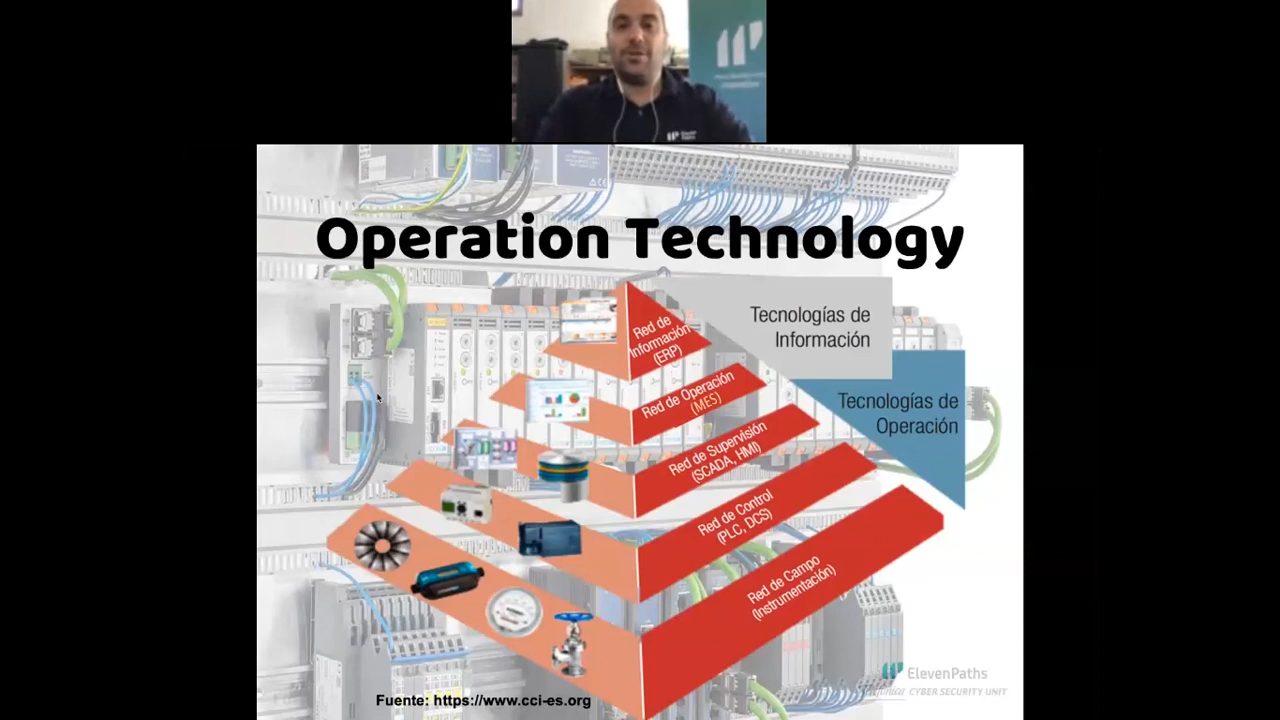 Eleven
Paths
Operation Technology
Tecnologías de
Información
Tecnologías de
Operación
Red de
Información
(ERP)
Red de Operación
(MES)
Red de Supervisión
(SCADA, HMI)
Red de Control
(PLC, DCS)
Red de Campo
(Instrumentación)
ElevenPaths
CYBER SECURITY UNIT
Fuente: https://www.cci-es.org